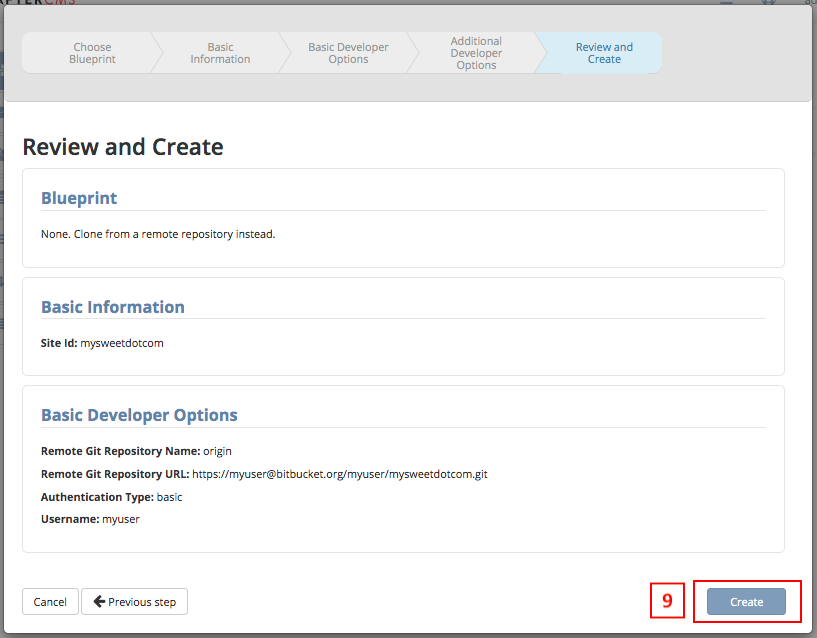 CMS
Choose
Blueprint
Basic
Information
Basic Developer
Options
Additional
Developer
Options
Review and
Create
Review and Create
Blueprint
None. Clone from a remote repository instead.
Basic Information
Site Id: mysweetdotcom
Basic Developer Options
Remote Git Repository Name: origin
Remote Git Repository URL: https://myuser@bitbucket.org/myuser/mysweetdotcom.git
Authentication Type: basic
Username: myuser
Cancel
Previous step
9
Create